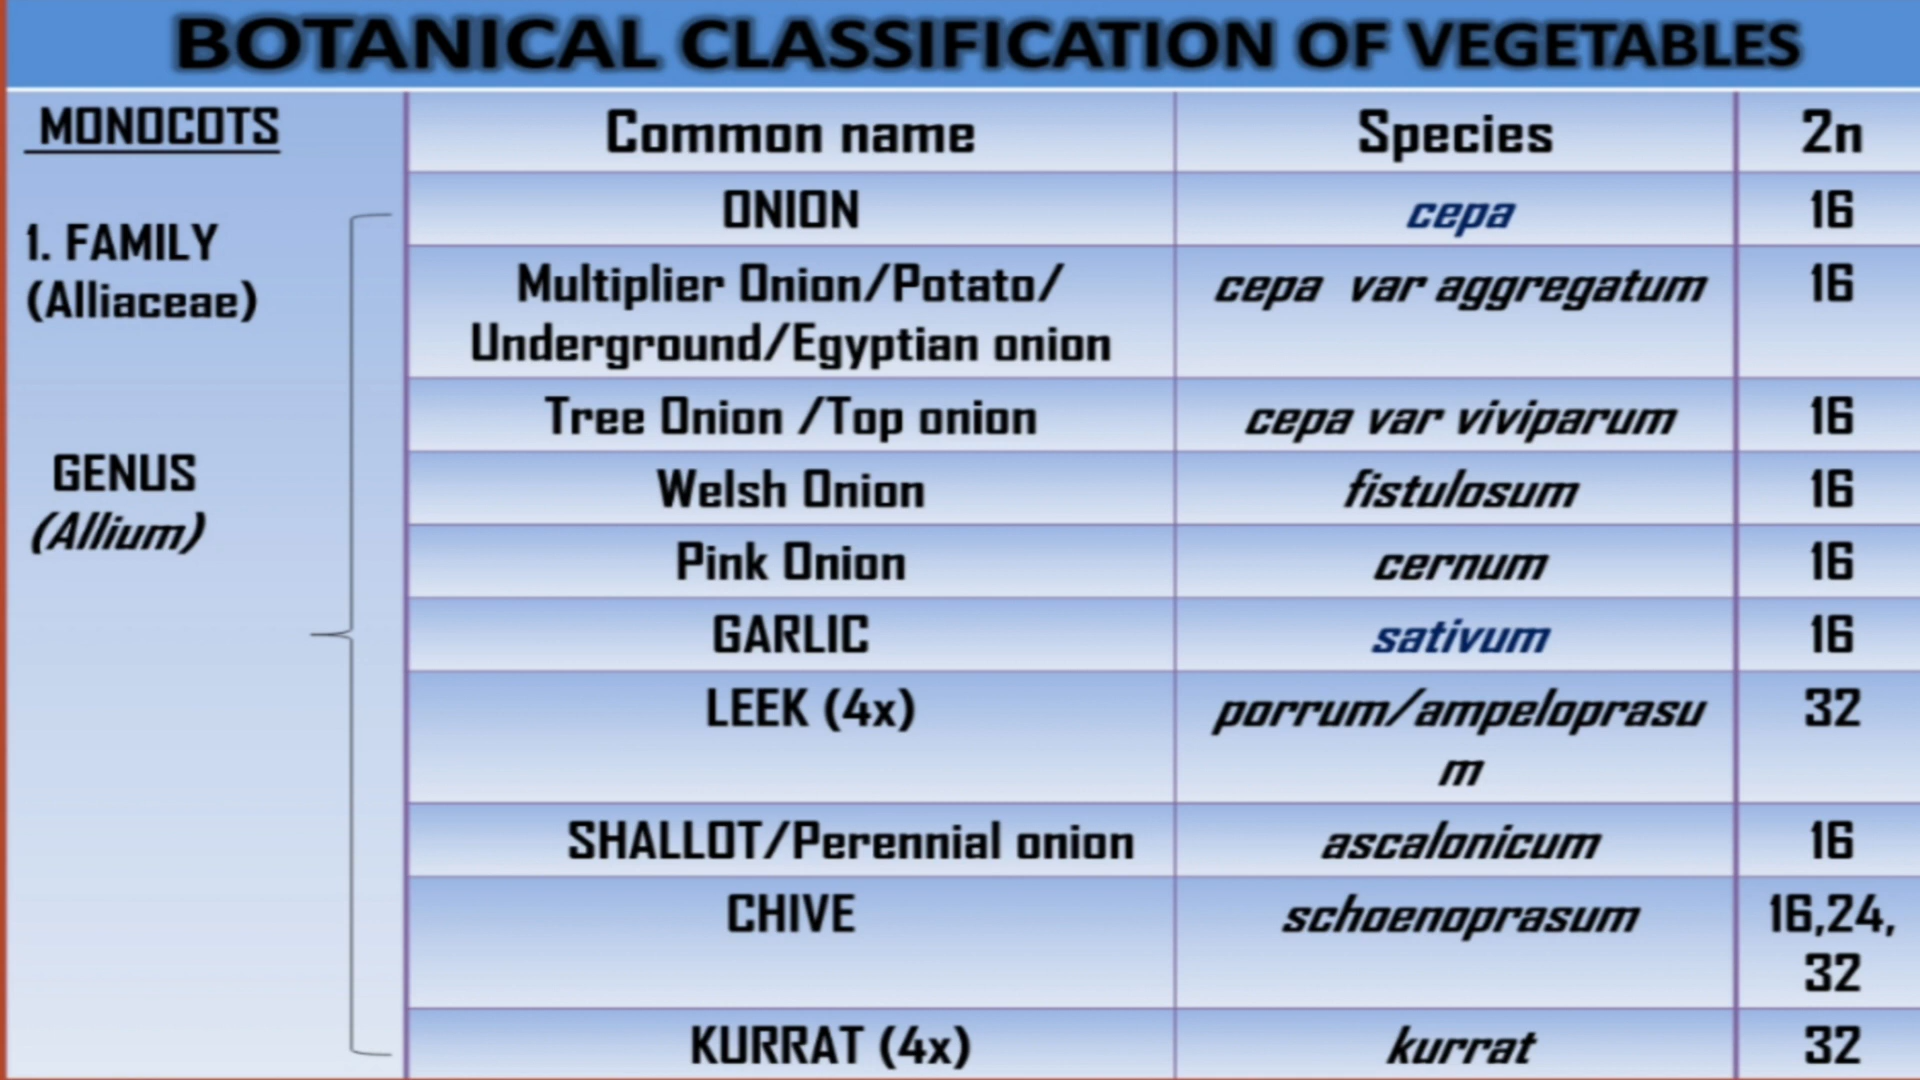 BOTANICAL CLASSIFICATION OF VEGETABLES
MONOCOTS
1. FAMILY
(Alliaceae)
GENUS
(Allium)
Common name Species 2n
ONION cepa 16
Multiplier Onion/Potato/ cepa var aggregatum 16
Underground/Egyptian onion
Tree Onion /Top onion cepa var viviparum 16
Welsh Onion fistulosum 16
Pink Onion cernum 16
GARLIC sativum 16
LEEK (4x) porrum/ampeloprasu 32
m
SHALLOT/Perennial onion ascalonicum 16
CHIVE schoenoprasum 16,24,
32
KURRAT (4x) kurrat 32